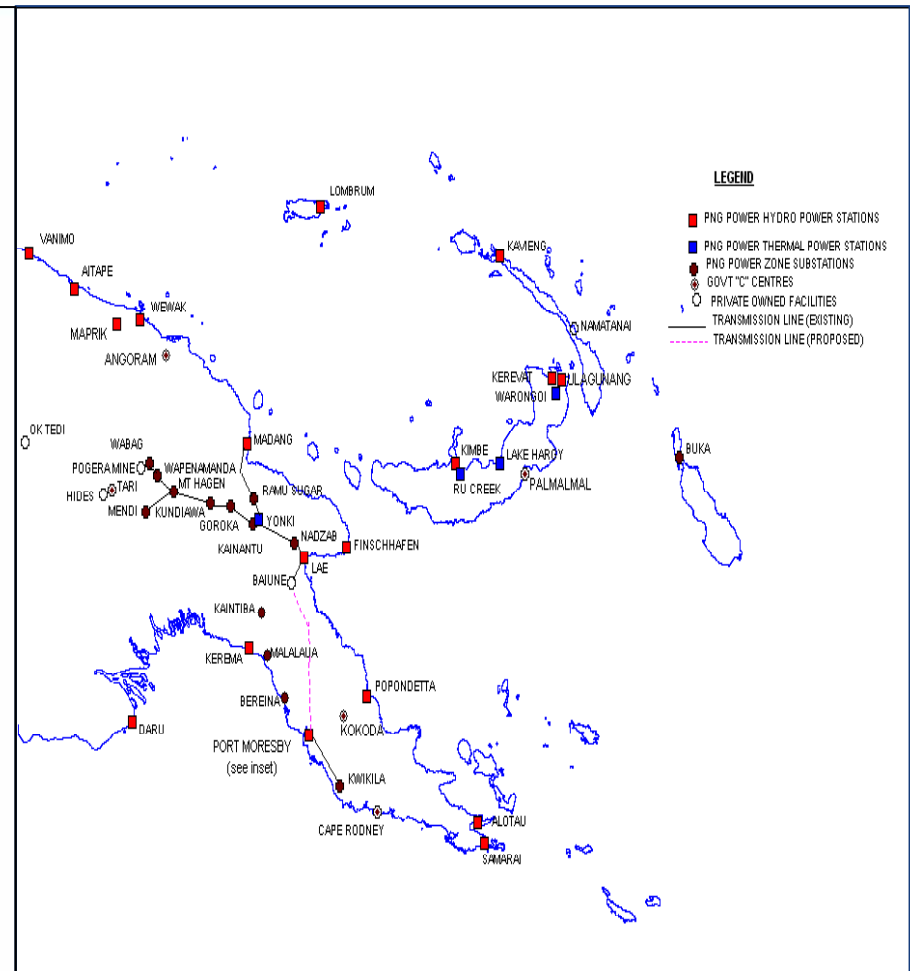 LOMBRUM
LEGEND
PNG POWER HYDRO POWER STATIONS
PNG POWER THERMAL POWER STATIONS
PNG POWER ZONE SUBSTATIONS
GOVT "C" CENTRES
PRIVATE OWNED FACILITIES
TRANSMISSION LINE (EXISTING)
TRANSMISSION LINE (PROPOSED)
VANIMO
KAVIENG
AITAPE
WEWAK
MAPRIK
NAMATANAI
ANGORAM
KEREVAT
ULAGUNANG
WARONGOI
OK TEDI
WABAG
MADANG
KIMBE
LAKE HARGY
BUKA
POGERA MINE
WAPENAMANDA
TARI
MT HAGEN
RAMU SUGAR
RU CREEK
PALMALMAL
HIDES
MENDI
KUNDIAWA
GOROKA
YONKI
KAINANTU
NADZAB
FINSCHHAFEN
LAE
BAIUNE
KAINTIBA
KEREMA
MALALAUA
BEREINA
POPONDETTA
DARU
KOKODA
PORT MORESBY
(see inset)
KWIKILA
CAPE RODNEY
ALOTAU
SAMARAI